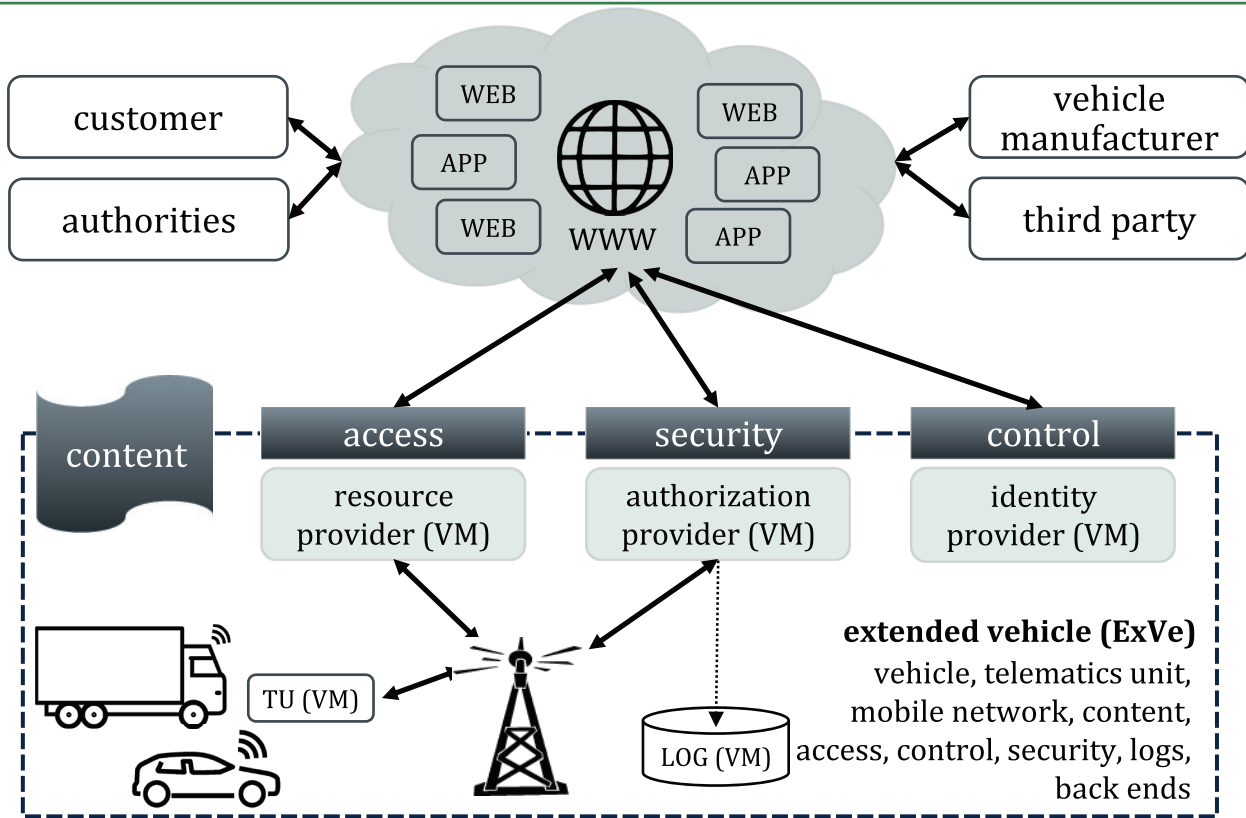 customer
authorities
WEB
APP
WEB
WWW
WEB
APP
APP
vehicle
manufacturer
third party
content
access
security
control
resource
provider (VM)
authorization
provider (VM)
identity
provider (VM)
TU (VM)
LOG (VM)
extended vehicle (ExVe)
vehicle, telematics unit,
mobile network, content,
access, control, security, logs,
back ends